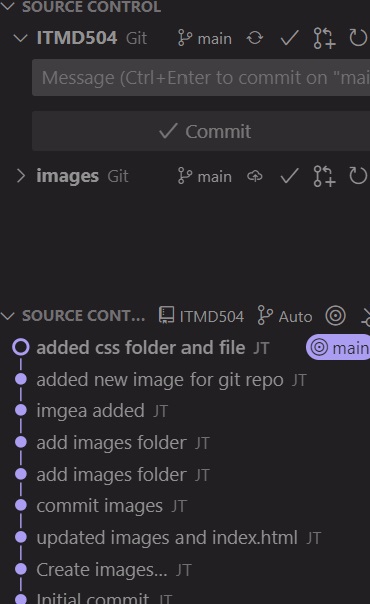 SOURCE CONTROL
ITMD504 Git main
Message (Ctrl+Enter to commit on "mai
Commit
images Git main
SOURCE CONT... ITMD504 Auto
added css folder and file JT main
added new image for git repo JT
imgea added JT
add images folder JT
add images folder JT
commit images JT
updated images and index.html JT
Create images... JT
Initial commit JT